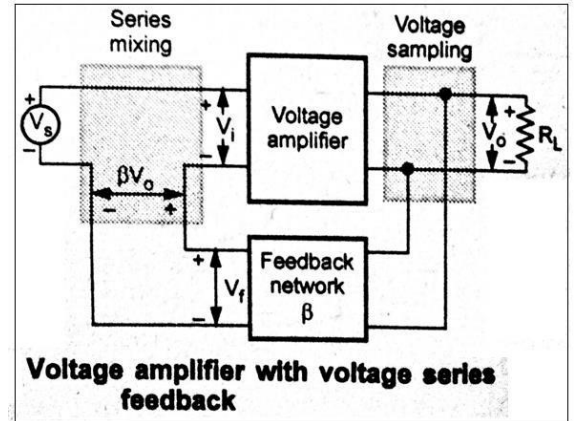 Series
mixing
Voltage
sampling
+
Vs
−
+
Vi
−
Voltage
amplifier
+
Vo
−
RL
βVo
− +
+
Vf
−
Feedback
network
β
Voltage amplifier with voltage series
feedback